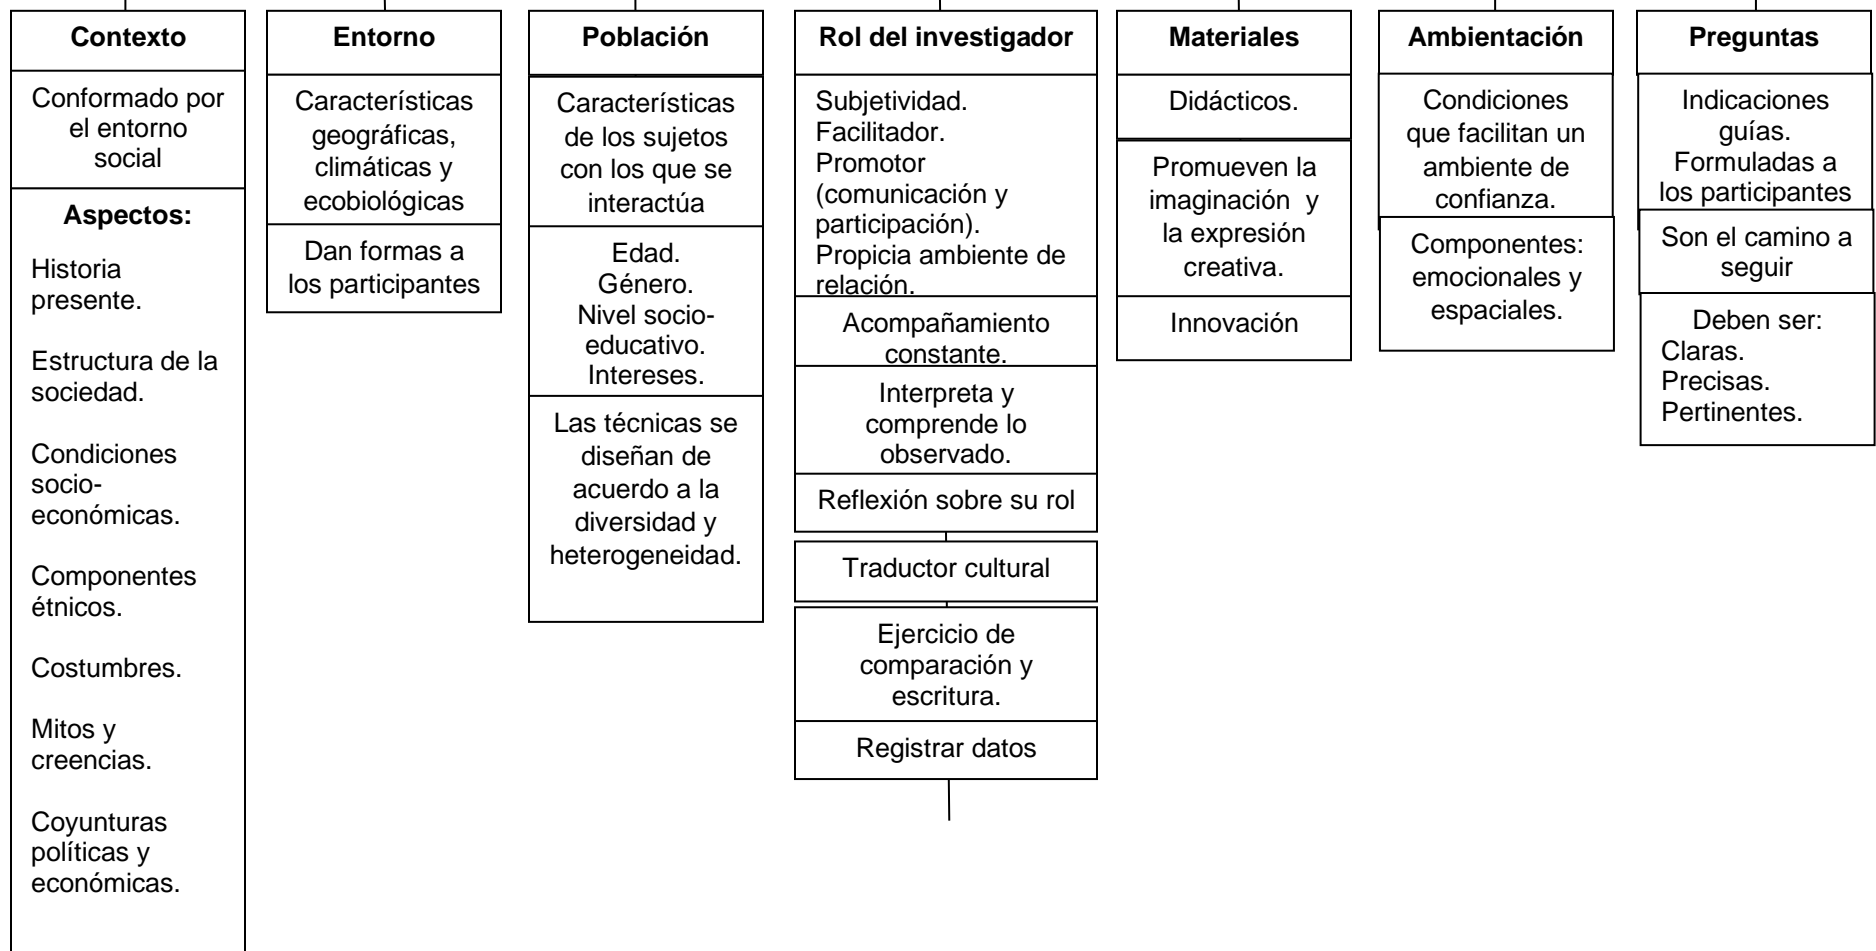 Contexto
Conformado por
el entorno
social
Aspectos:
Historia
presente.
Estructura de la
sociedad.
Condiciones
socio-
económicas.
Componentes
étnicos.
Costumbres.
Mitos y
creencias.
Coyunturas
políticas y
económicas.
Entorno
Características
geográficas,
climáticas y
ecobiológicas
Dan formas a
los participantes
Población
Características
de los sujetos
con los que se
interactúa
Edad.
Género.
Nivel socio-
educativo.
Intereses.
Las técnicas se
diseñan de
acuerdo a la
diversidad y
heterogeneidad.
Rol del investigador
Subjetividad.
Facilitador.
Promotor
(comunicación y
participación).
Propicia ambiente de
relación.
Acompañamiento
constante.
Interpreta y
comprende lo
observado.
Reflexión sobre su rol
Traductor cultural
Ejercicio de
comparación y
escritura.
Registrar datos
Materiales
Didácticos.
Promueven la
imaginación y
la expresión
creativa.
Innovación
Ambientación
Condiciones
que facilitan un
ambiente de
confianza.
Componentes:
emocionales y
espaciales.
Preguntas
Indicaciones
guías.
Formuladas a
los participantes
Son el camino a
seguir
Deben ser:
Claras.
Precisas.
Pertinentes.